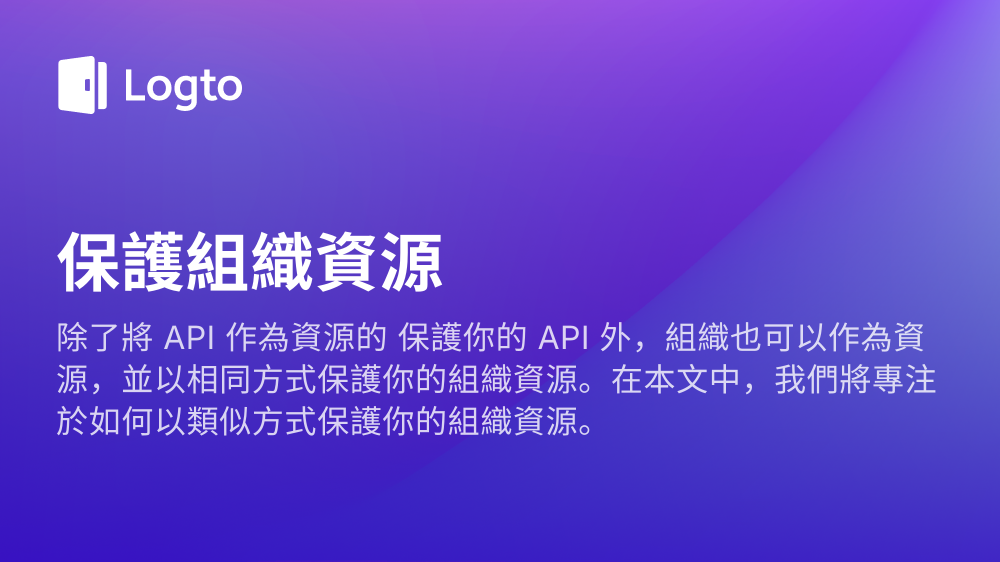 Logto
保護組織資源
除了將 API 作為資源的 保護你的 API 外，組織也可以作為資
源，並以相同方式保護你的組織資源。在本文中，我們將專注
於如何以類似方式保護你的組織資源。